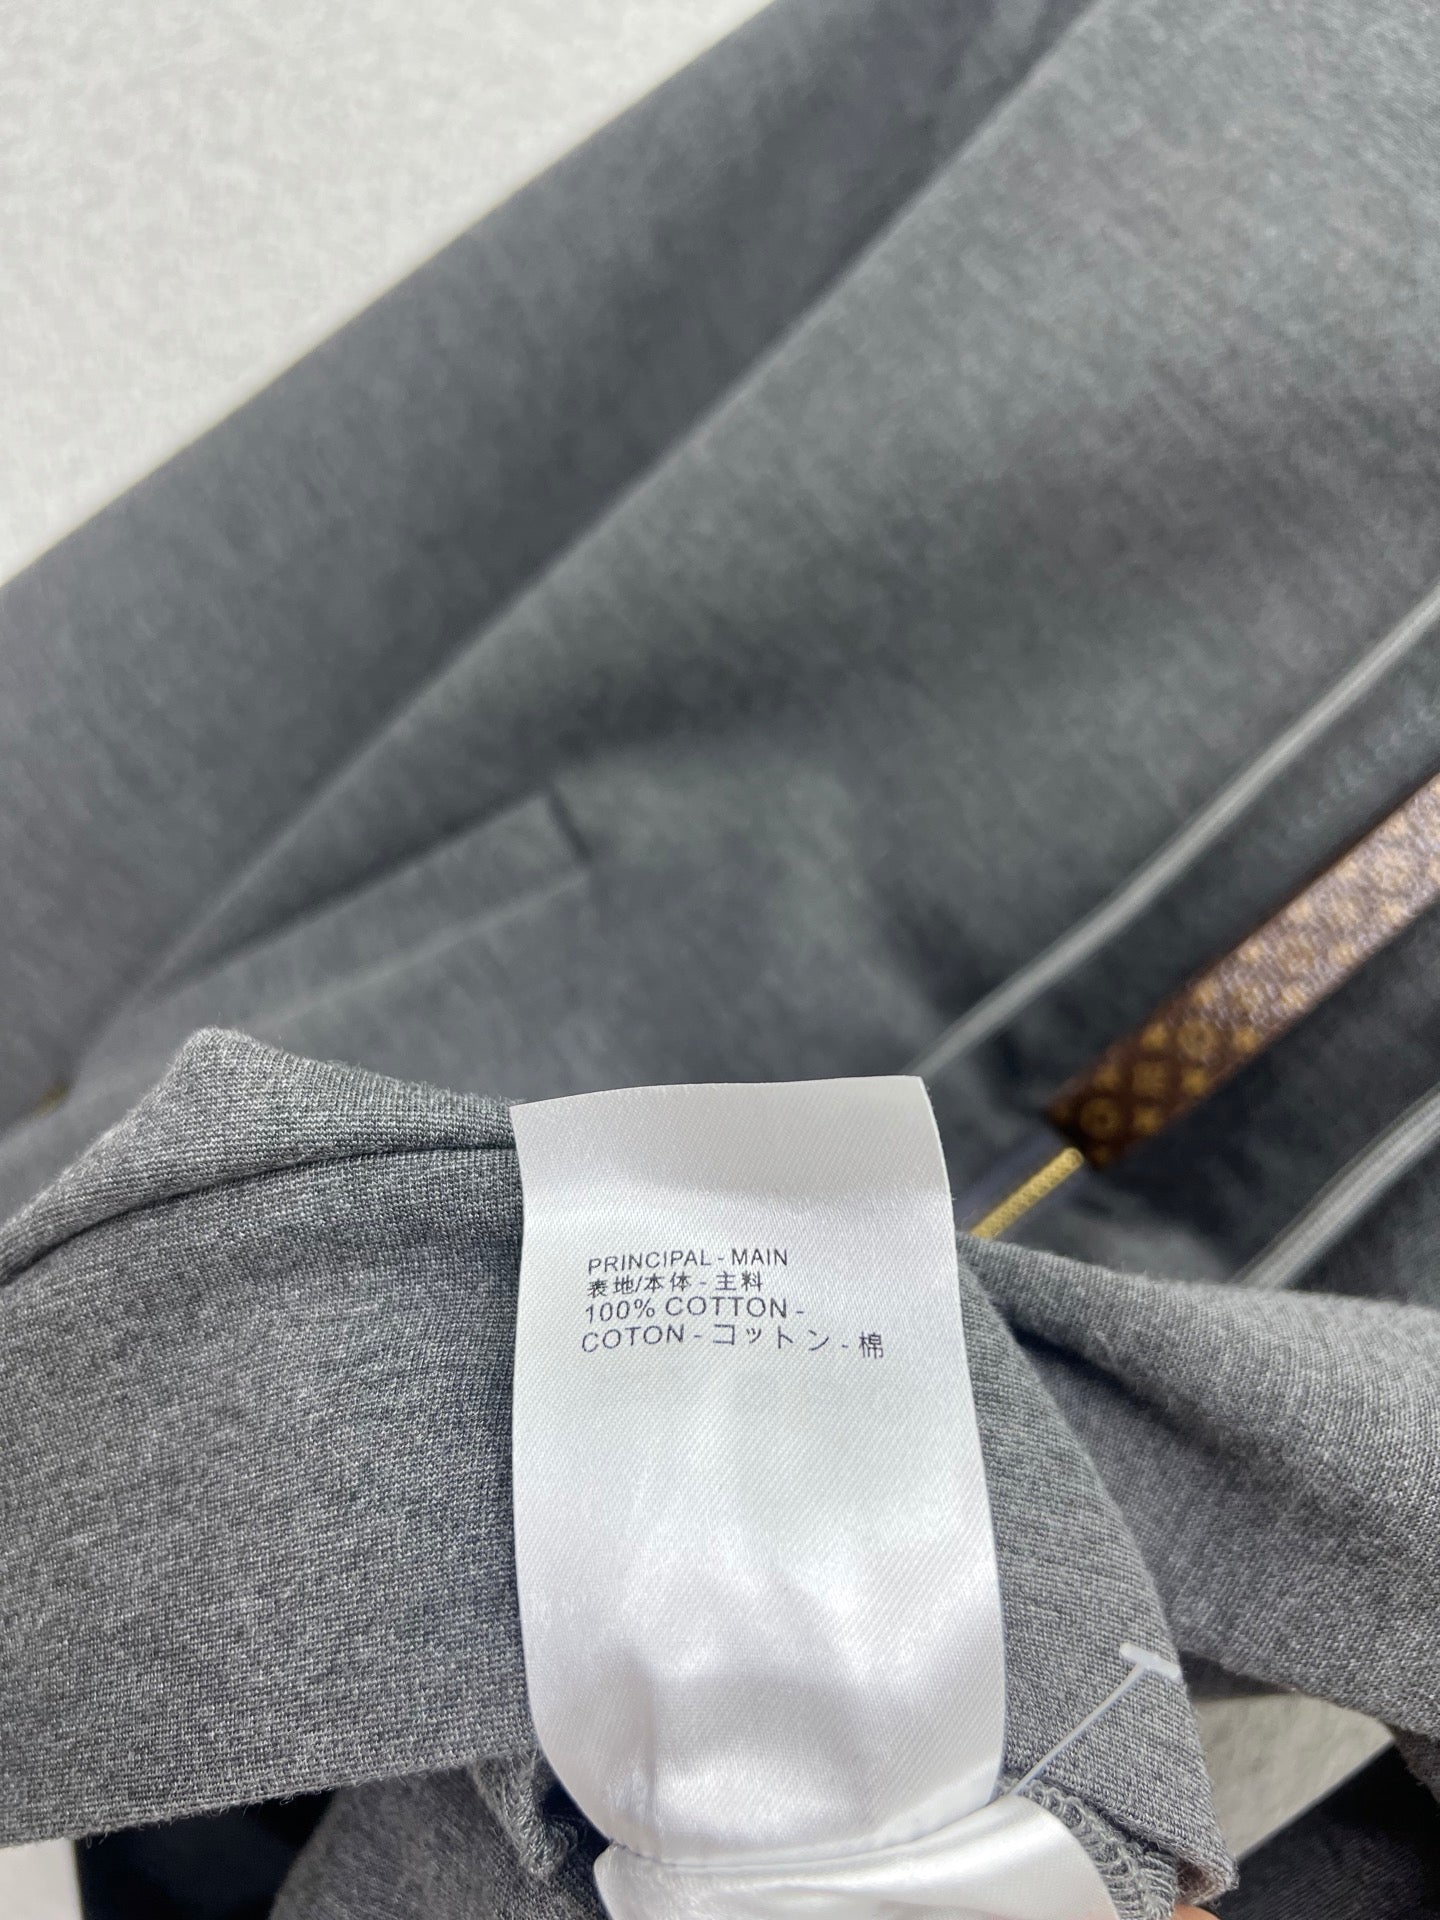 PRINCIPAL - MAIN
表地/本体 - 主料
100% COTTON -
COTON - コットン - 棉